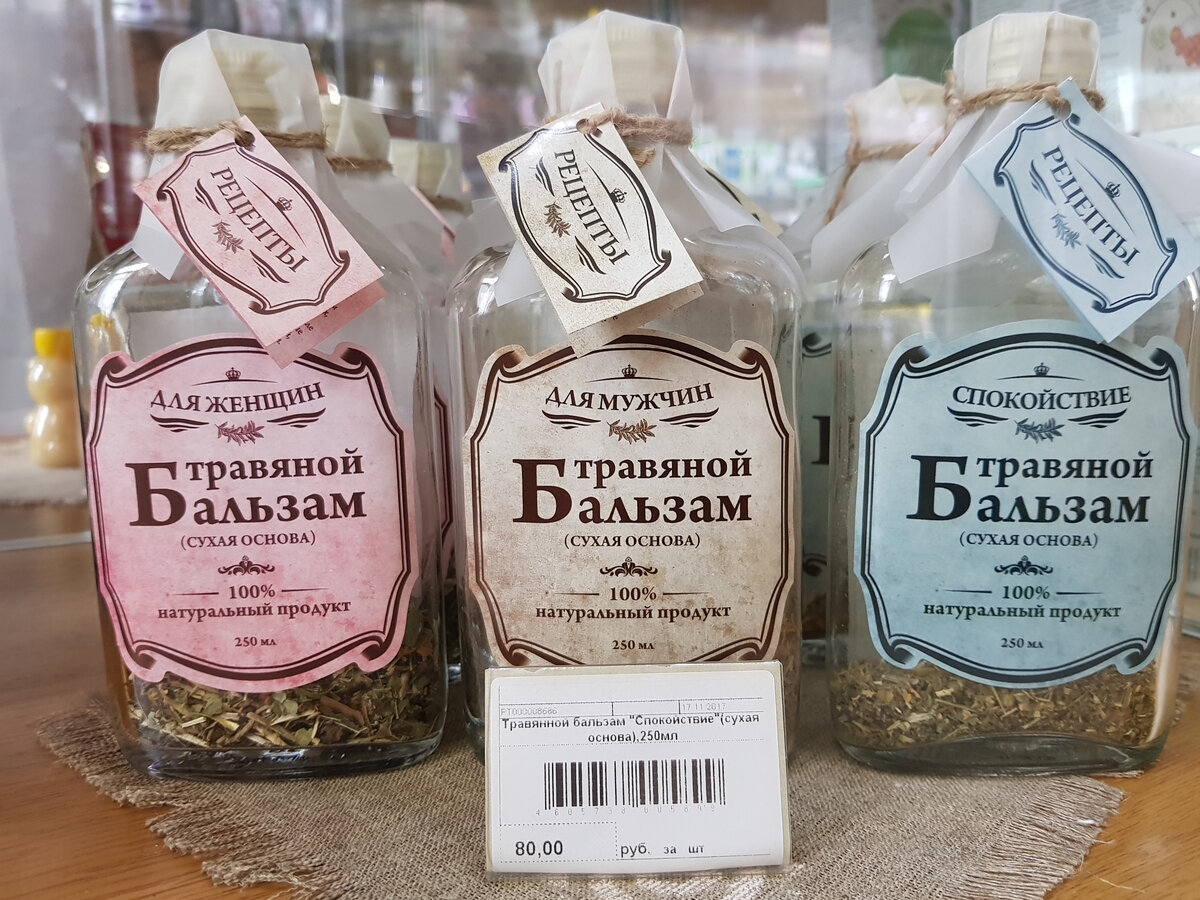 РЕЦЕПТЫ
ДЛЯ ЖЕНЩИН
травяной
Бальзам
(СУХАЯ ОСНОВА)
100%
натуральный продукт
250 мл
РЕЦЕПТЫ
ДЛЯ МУЖЧИН
травяной
Бальзам
(СУХАЯ ОСНОВА)
100%
натуральный продукт
250 мл
РЕЦЕПТЫ
СПОКОЙСТВИЕ
травяной
Бальзам
(СУХАЯ ОСНОВА)
100%
натуральный продукт
250 мл
РТ000008686 17.11.2017
Травянной бальзам "Спокойствие"(сухая
основа),250мл
80,00 руб. за шт